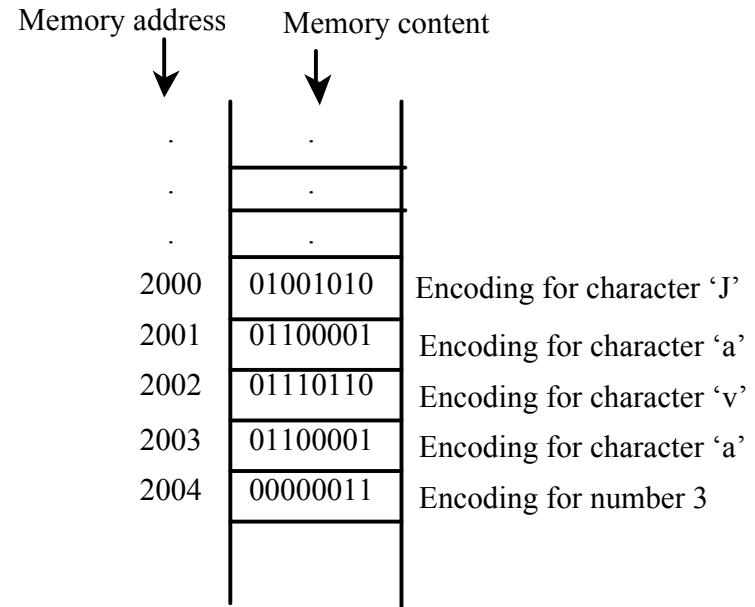 Memory address Memory content
. .
. .
. .
2000 01001010 Encoding for character ‘J’
2001 01100001 Encoding for character ‘a’
2002 01110110 Encoding for character ‘v’
2003 01100001 Encoding for character ‘a’
2004 00000011 Encoding for number 3